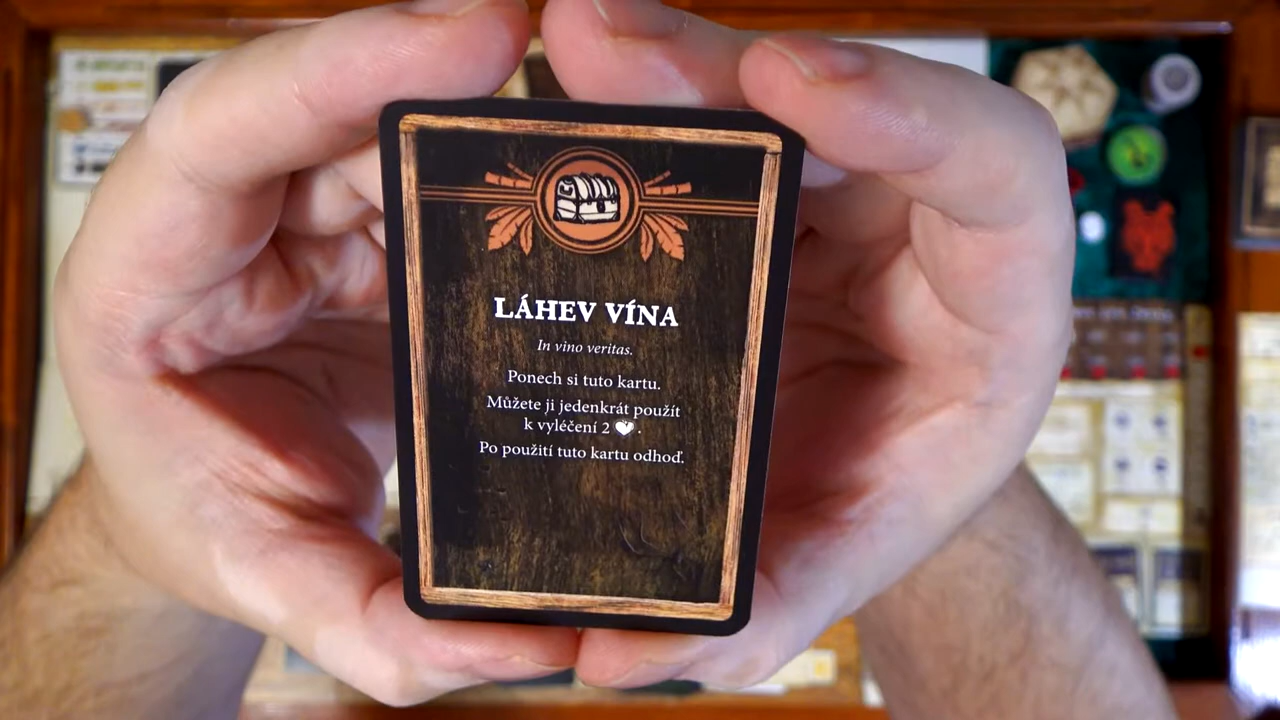 LÁHEV VÍNA
In vino veritas.
Ponech si tuto kartu.
Můžete ji jedenkrát použít
k vyléčení 2 .
Po použití tuto kartu odhoď.